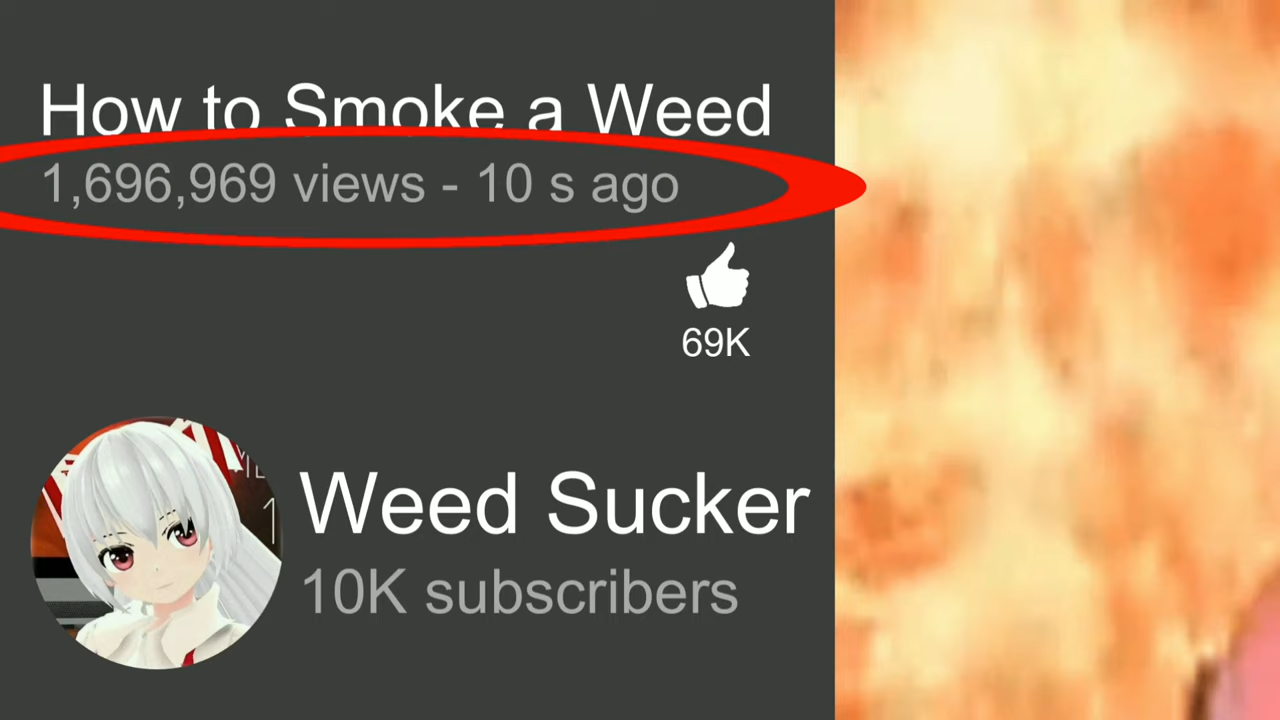 How to Smoke a Weed
1,696,969 views - 10 s ago
69K
Weed Sucker
10K subscribers